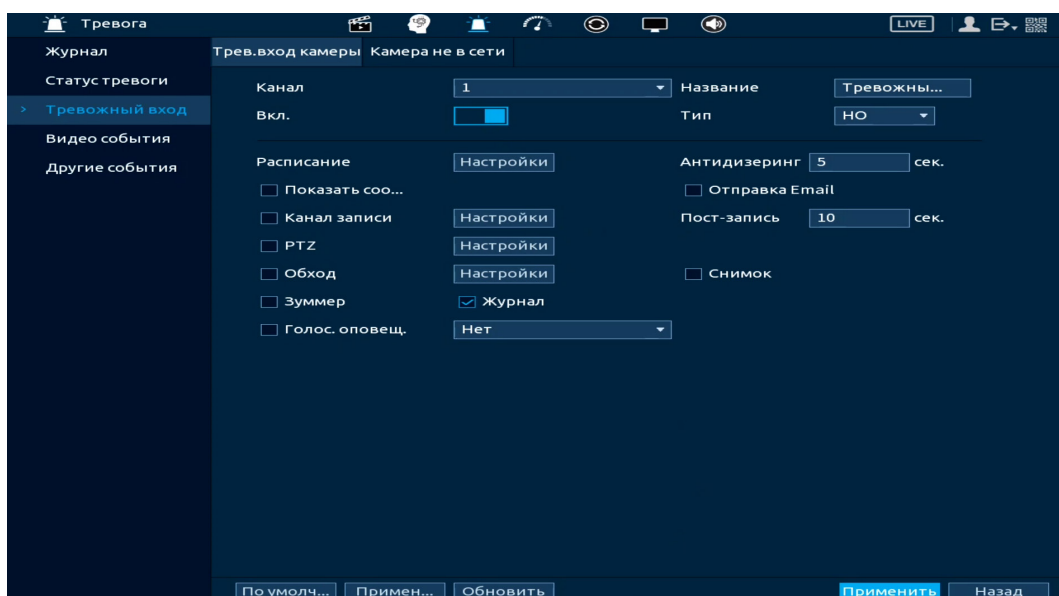 Тревога LIVE
Журнал
Статус тревоги
Тревожный вход
Видео события
Другие события
Трев.вход камеры Камера не в сети
Канал 1 Название Тревожны...
Вкл. Тип НО
Расписание Настройки Антидизеринг 5 сек.
Показать соо... Отправка Email
Канал записи Настройки Пост-запись 10 сек.
PTZ Настройки
Обход Настройки Снимок
Зуммер Журнал
Голос. оповещ. Нет
По умолч... Примен... Обновить Применить Назад